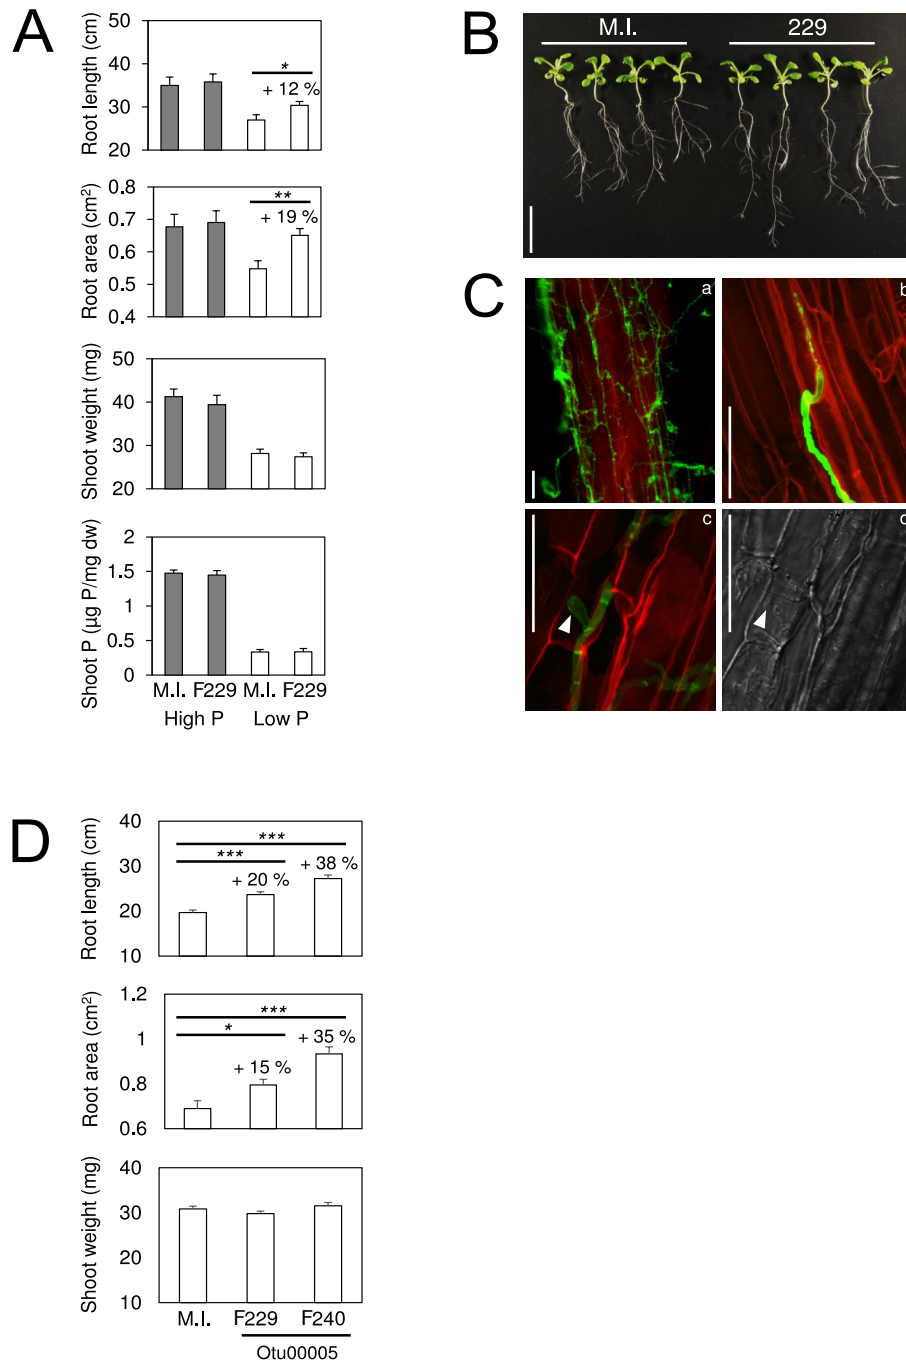 A
Root length (cm)
50
40
30
20
*
+ 12 %
Root area (cm²)
0.8
0.7
0.6
0.5
0.4
**
+ 19 %
Shoot weight (mg)
50
40
30
20
Shoot P (µg P/mg dw)
2
1.5
1
0.5
0
M.I. F229 M.I. F229
High P Low P
B
M.I. 229
C
a
b
c
d
D
Root length (cm)
40
30
20
10
***
***
+ 38 %
+ 20 %
Root area (cm²)
1.2
1
0.8
0.6
***
*
+ 35 %
+ 15 %
Shoot weight (mg)
40
30
20
10
M.I. F229 F240
Otu00005